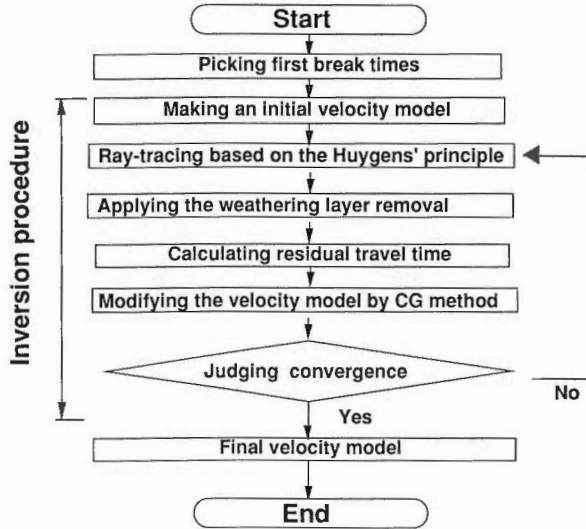 Start
Picking first break times
Making an initial velocity model
Ray-tracing based on the Huygens' principle
Applying the weathering layer removal
Calculating residual travel time
Modifying the velocity model by CG method
Judging convergence
No
Yes
Final velocity model
End
Inversion procedure